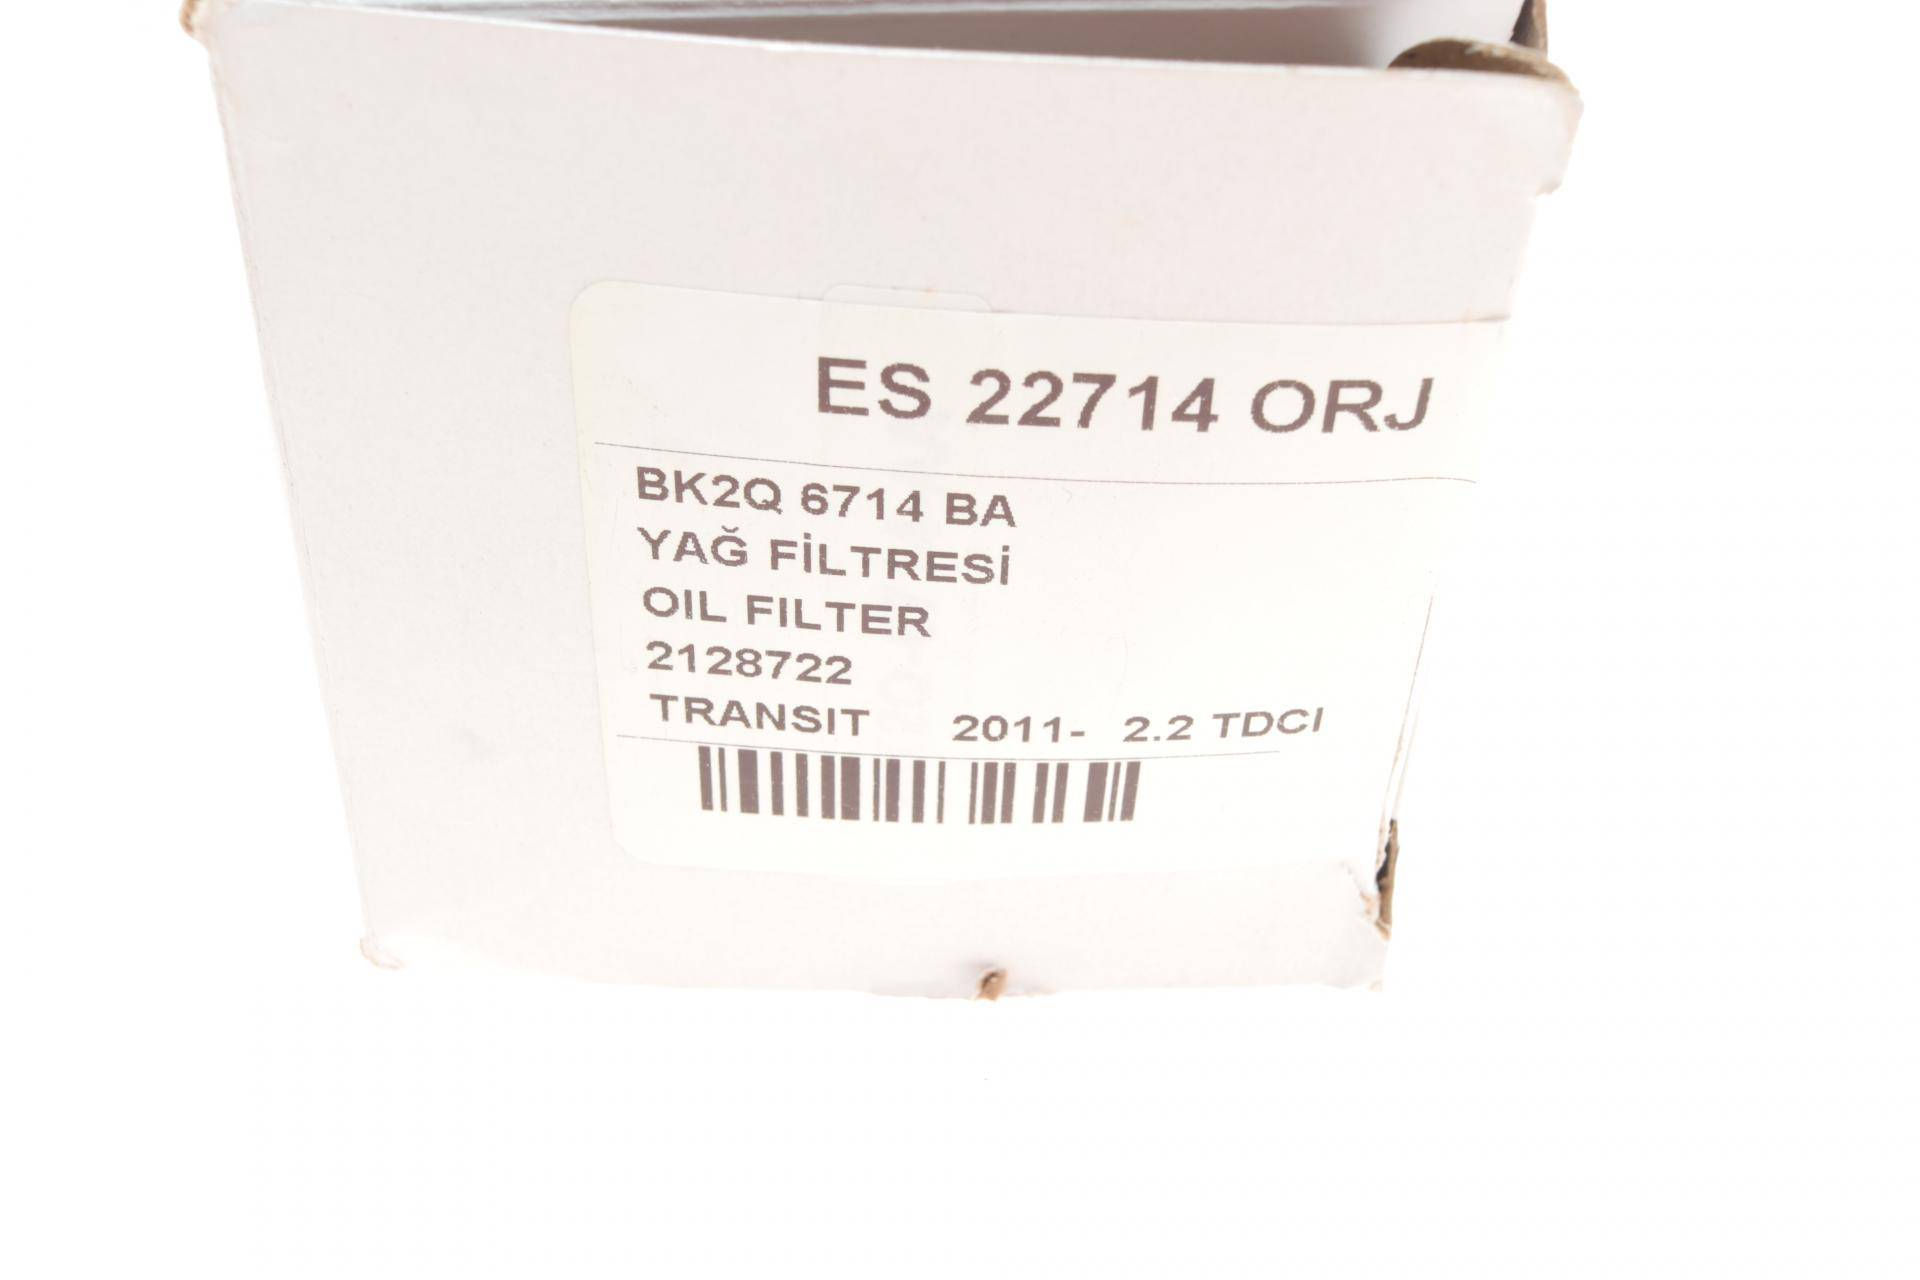 ES 22714 ORJ
BK2Q 6714 BA
YAĞ FİLTRESİ
OIL FILTER
2128722
TRANSIT 2011- 2.2 TDCI